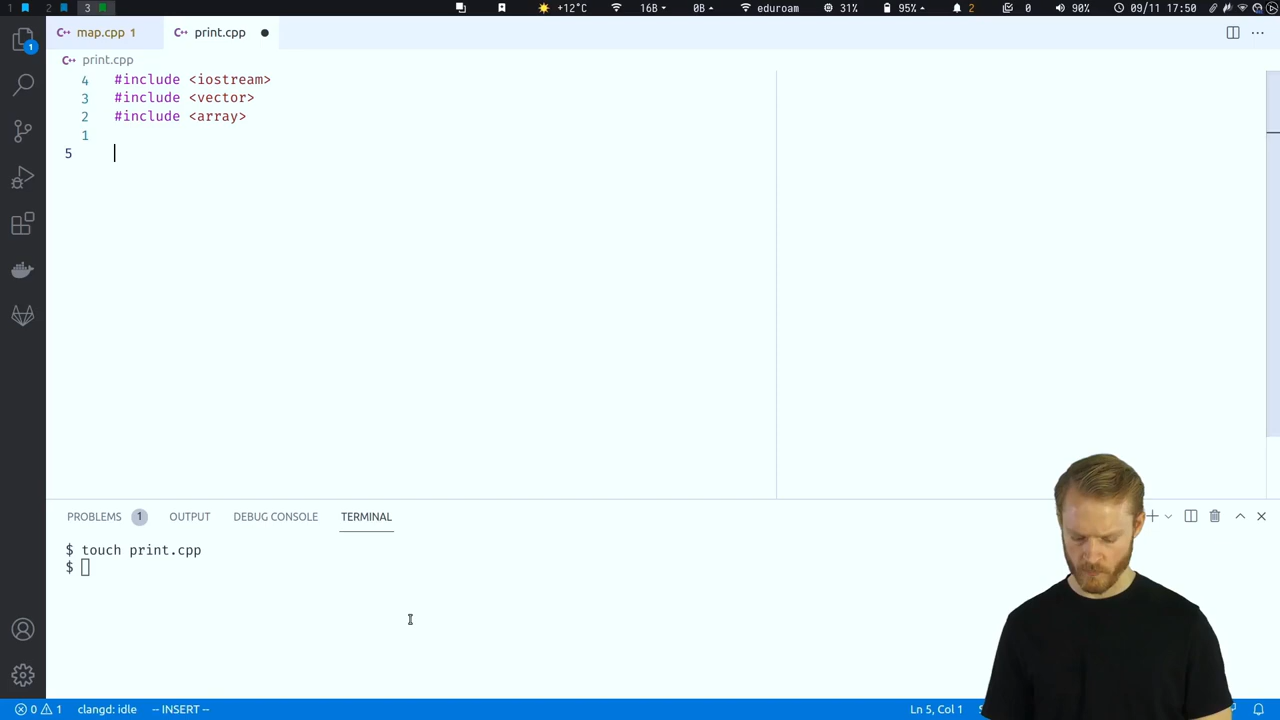 1 2 3 +12°C 16B 0B eduroam 31% 95% 2 0 90% 09/11 17:50
map.cpp 1 print.cpp
print.cpp
4 #include <iostream>
3 #include <vector>
2 #include <array>
1
5
1
PROBLEMS 1 OUTPUT DEBUG CONSOLE TERMINAL
$ touch print.cpp
$
0 1 clangd: idle -- INSERT -- Ln 5, Col 1